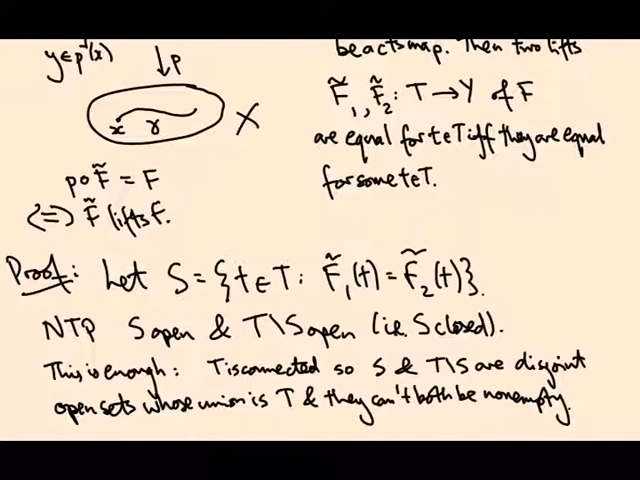 y∈p⁻¹(x)
↓p
x γ
X
p∘F̃ = F
(⇔) F̃ lifts F.
be a cts map. Then two lifts
F̃₁, F̃₂: T → Y of F
are equal for t∈T iff they are equal
for some t∈T.
Proof: Let S = {t∈T: F̃₁(t) = F̃₂(t)}.
NTP S open & T\S open (i.e. S closed).
This is enough: T is connected so S & T\S are disjoint
open sets whose union is T & they can't both be nonempty.